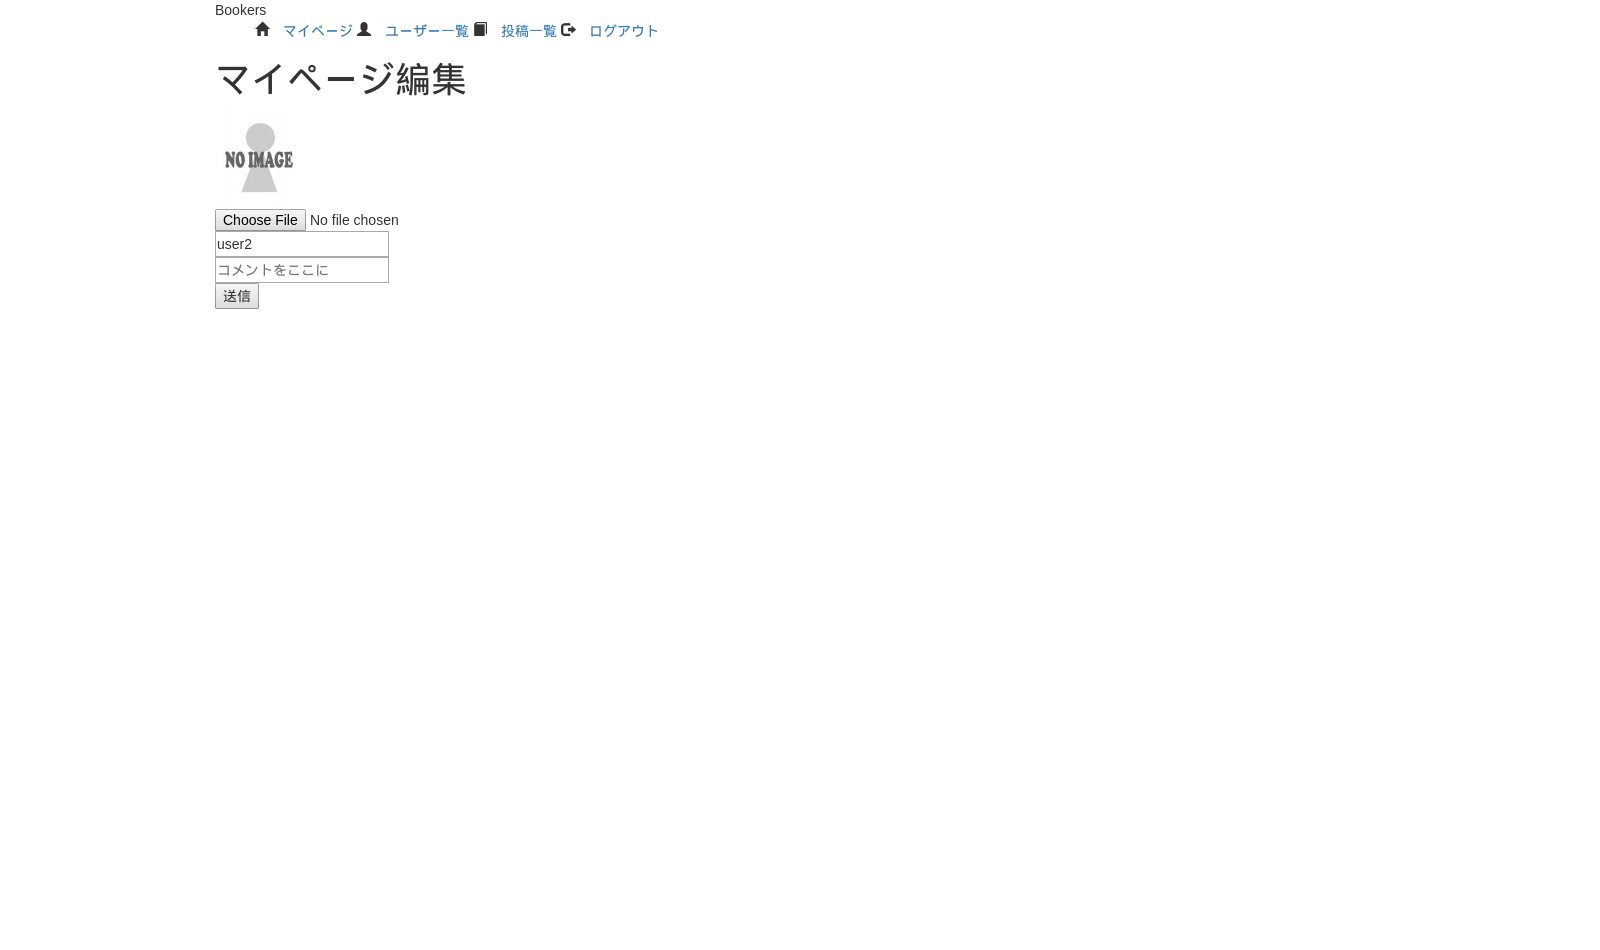 Bookers
マイページ ユーザー一覧 投稿一覧 ログアウト
マイページ編集
NO IMAGE
Choose File No file chosen
user2
コメントをここに
送信